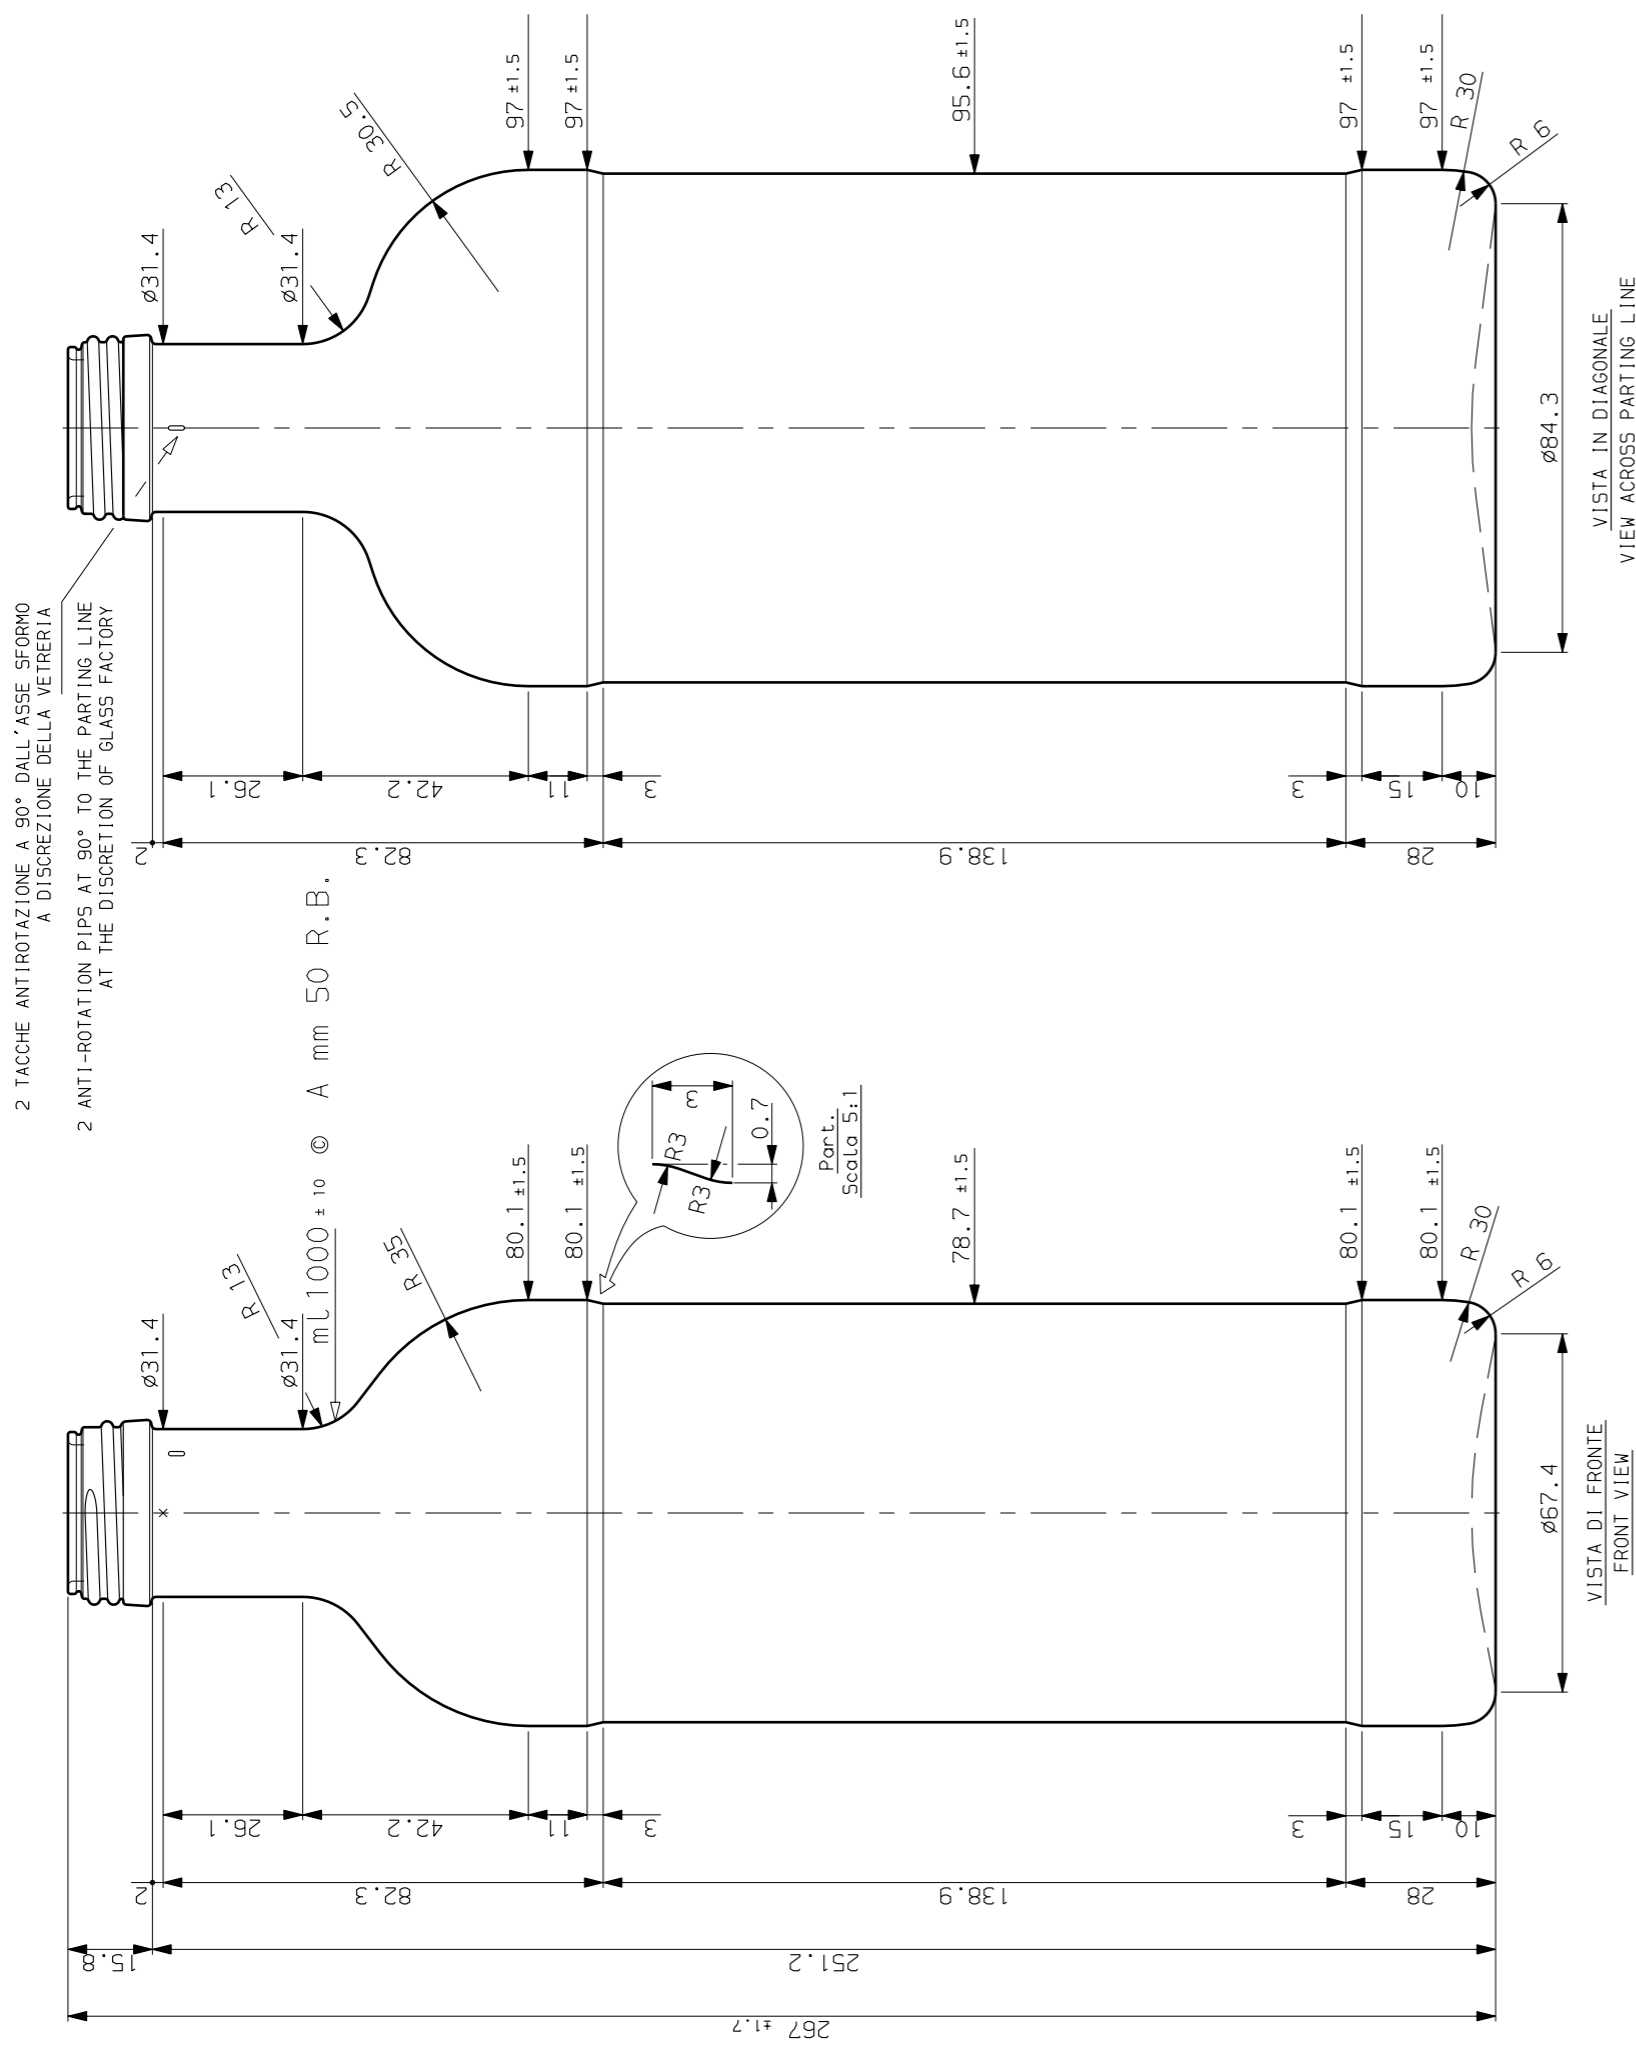 2 TACCHE ANTIROTAZIONE A 90° DALL'ASSE SFORMO
A DISCREZIONE DELLA VETRERIA
2 ANTI-ROTATION PIPS AT 90° TO THE PARTING LINE
AT THE DISCRETION OF GLASS FACTORY
ø31.4
ø31.4
R 13
R 30.5
97 ±1.5
97 ±1.5
95.6 ±1.5
97 ±1.5
97 ±1.5
R 30
R 6
2
26.1
42.2
11
3
3
15
10
82.3
138.9
28
ø84.3
VISTA IN DIAGONALE
VIEW ACROSS PARTING LINE
ml 1000 ± 10 © A mm 50 R.B.
ø31.4
ø31.4
R 13
R 35
80.1 ±1.5
80.1 ±1.5
R3
R3
3
0.7
Part.
Scala 5:1
78.7 ±1.5
80.1 ±1.5
80.1 ±1.5
R 30
R 6
26.1
42.2
11
3
3
15
10
2
82.3
138.9
28
15.8
251.2
267 ±1.7
ø67.4
VISTA DI FRONTE
FRONT VIEW